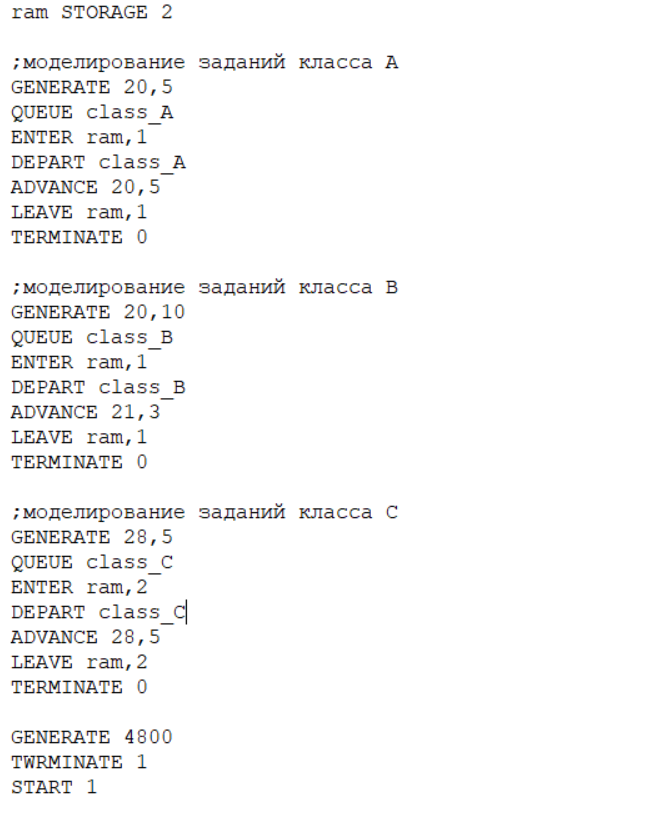 ram STORAGE 2
;моделирование заданий класса A
GENERATE 20,5
QUEUE class_A
ENTER ram,1
DEPART class_A
ADVANCE 20,5
LEAVE ram,1
TERMINATE 0
;моделирование заданий класса B
GENERATE 20,10
QUEUE class_B
ENTER ram,1
DEPART class_B
ADVANCE 21,3
LEAVE ram,1
TERMINATE 0
;моделирование заданий класса C
GENERATE 28,5
QUEUE class_C
ENTER ram,2
DEPART class_C
ADVANCE 28,5
LEAVE ram,2
TERMINATE 0
GENERATE 4800
TWRMINATE 1
START 1